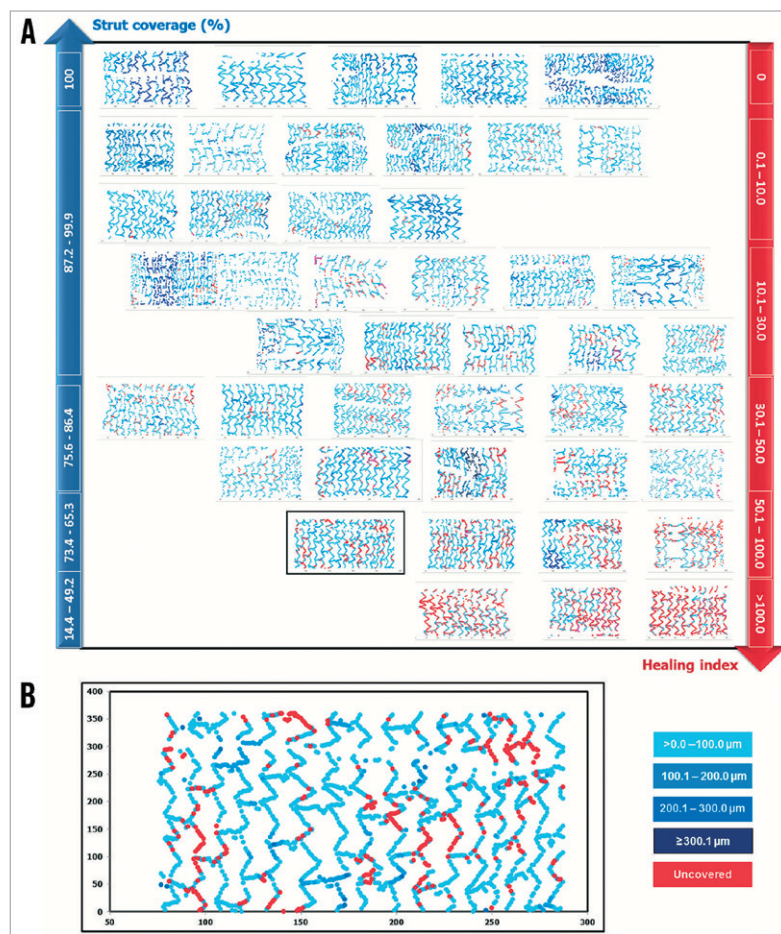 A
Strut coverage (%)
100
87.2 - 99.9
75.6 - 86.4
73.4 - 65.3
14.4 – 49.2
0
0.1 – 10.0
10.1 – 30.0
30.1 – 50.0
50.1 – 100.0
>100.0
Healing index
B
400
350
300
250
200
150
100
50
0
50
100
150
200
250
300
>0.0–100.0 µm
100.1–200.0 µm
200.1–300.0 µm
≥300.1 µm
Uncovered